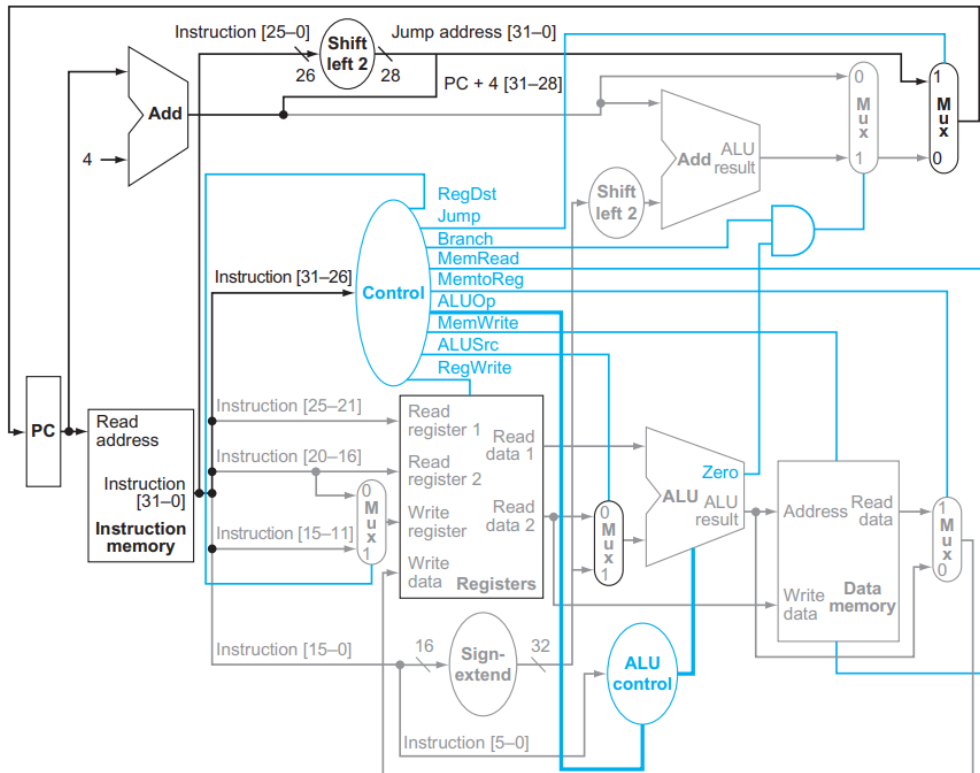 Instruction [25–0]
Shift
left 2
Jump address [31–0]
26
28
PC + 4 [31–28]
Add
4
0
M
u
x
1
1
M
u
x
0
Add
ALU
result
Shift
left 2
RegDst
Jump
Branch
MemRead
MemtoReg
ALUOp
MemWrite
ALUSrc
RegWrite
Instruction [31–26]
Control
PC
Read
address
Instruction
[31–0]
Instruction
memory
Instruction [25–21]
Instruction [20–16]
Instruction [15–11]
0
M
u
x
1
Read
register 1
Read
register 2
Write
register
Write
data
Read
data 1
Read
data 2
Registers
0
M
u
x
1
Zero
ALU
ALU
result
Address
Read
data
Write
data
Data
memory
1
M
u
x
0
Instruction [15–0]
16
Sign-
extend
32
ALU
control
Instruction [5–0]